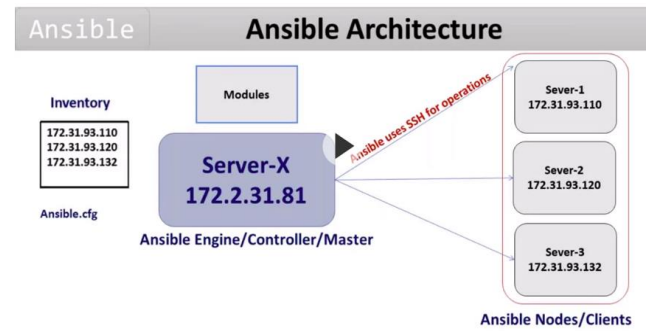 Ansible
Ansible Architecture
Inventory
172.31.93.110
172.31.93.120
172.31.93.132
Ansible.cfg
Modules
Server-X
172.2.31.81
Ansible Engine/Controller/Master
Ansible uses SSH for operations
Sever-1
172.31.93.110
Sever-2
172.31.93.120
Sever-3
172.31.93.132
Ansible Nodes/Clients